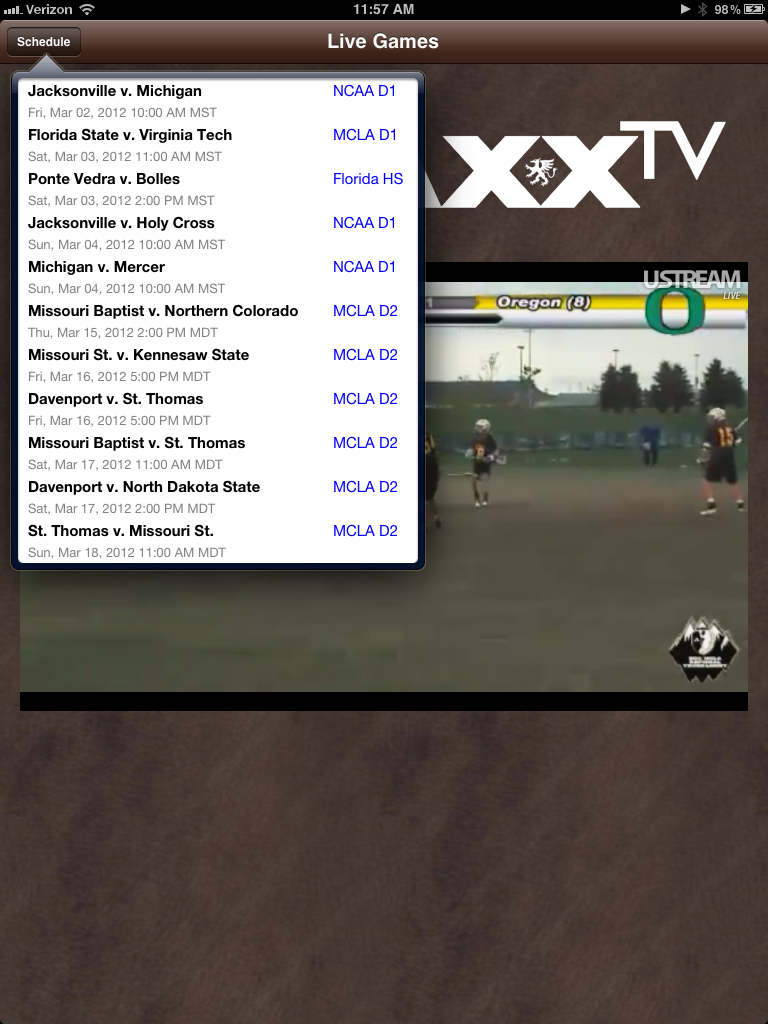 Verizon 11:57 AM 98%
Schedule Live Games
Jacksonville v. Michigan NCAA D1
Fri, Mar 02, 2012 10:00 AM MST
Florida State v. Virginia Tech MCLA D1
Sat, Mar 03, 2012 11:00 AM MST
Ponte Vedra v. Bolles Florida HS
Sat, Mar 03, 2012 2:00 PM MST
Jacksonville v. Holy Cross NCAA D1
Sun, Mar 04, 2012 10:00 AM MST
Michigan v. Mercer NCAA D1
Sun, Mar 04, 2012 10:00 AM MST
Missouri Baptist v. Northern Colorado MCLA D2
Thu, Mar 15, 2012 2:00 PM MDT
Missouri St. v. Kennesaw State MCLA D2
Fri, Mar 16, 2012 5:00 PM MDT
Davenport v. St. Thomas MCLA D2
Fri, Mar 16, 2012 5:00 PM MDT
Missouri Baptist v. St. Thomas MCLA D2
Sat, Mar 17, 2012 11:00 AM MDT
Davenport v. North Dakota State MCLA D2
Sat, Mar 17, 2012 2:00 PM MDT
St. Thomas v. Missouri St. MCLA D2
Sun, Mar 18, 2012 11:00 AM MDT
XX TV
USTREAM
LIVE
1 Oregon (8)
O
15